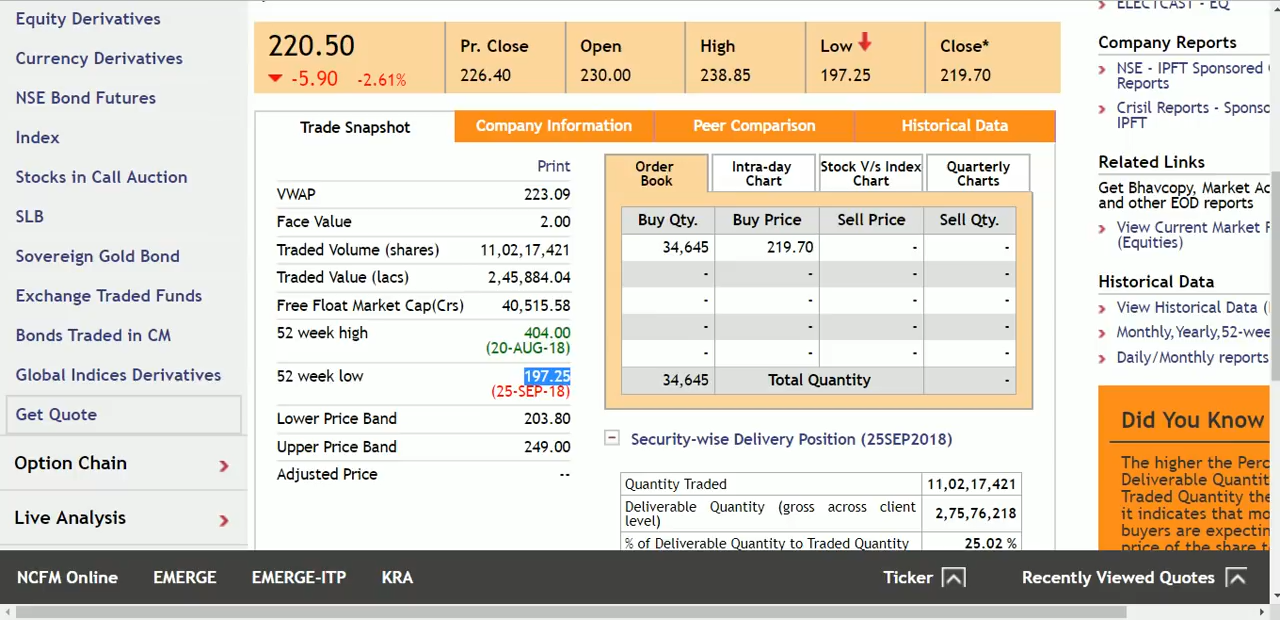 Equity Derivatives
Currency Derivatives
NSE Bond Futures
Index
Stocks in Call Auction
SLB
Sovereign Gold Bond
Exchange Traded Funds
Bonds Traded in CM
Global Indices Derivatives
Get Quote
Option Chain
Live Analysis
220.50
-5.90 -2.61%
Pr. Close
226.40
Open
230.00
High
238.85
Low
197.25
Close*
219.70
Trade Snapshot Company Information Peer Comparison Historical Data
Print
VWAP 223.09
Face Value 2.00
Traded Volume (shares) 11,02,17,421
Traded Value (lacs) 2,45,884.04
Free Float Market Cap(Crs) 40,515.58
52 week high 404.00
(20-AUG-18)
52 week low 197.25
(25-SEP-18)
Lower Price Band 203.80
Upper Price Band 249.00
Adjusted Price --
Order
Book
Intra-day
Chart
Stock V/s Index
Chart
Quarterly
Charts
Buy Qty. Buy Price Sell Price Sell Qty.
34,645 219.70 - -
- - - -
- - - -
- - - -
- - - -
34,645 Total Quantity -
Security-wise Delivery Position (25SEP2018)
Quantity Traded 11,02,17,421
Deliverable Quantity (gross across client
level) 2,75,76,218
% of Deliverable Quantity to Traded Quantity 25.02 %
ELECTCAST - EQ
Company Reports
NSE - IPFT Sponsored
Reports
Crisil Reports - Sponso
IPFT
Related Links
Get Bhavcopy, Market Ac
and other EOD reports
View Current Market
(Equities)
Historical Data
View Historical Data (
Monthly,Yearly,52-wee
Daily/Monthly reports
Did You Know
The higher the Perc
Deliverable Quantit
Traded Quantity the
it indicates that mo
buyers are expectin
price of the share t
NCFM Online EMERGE EMERGE-ITP KRA Ticker Recently Viewed Quotes